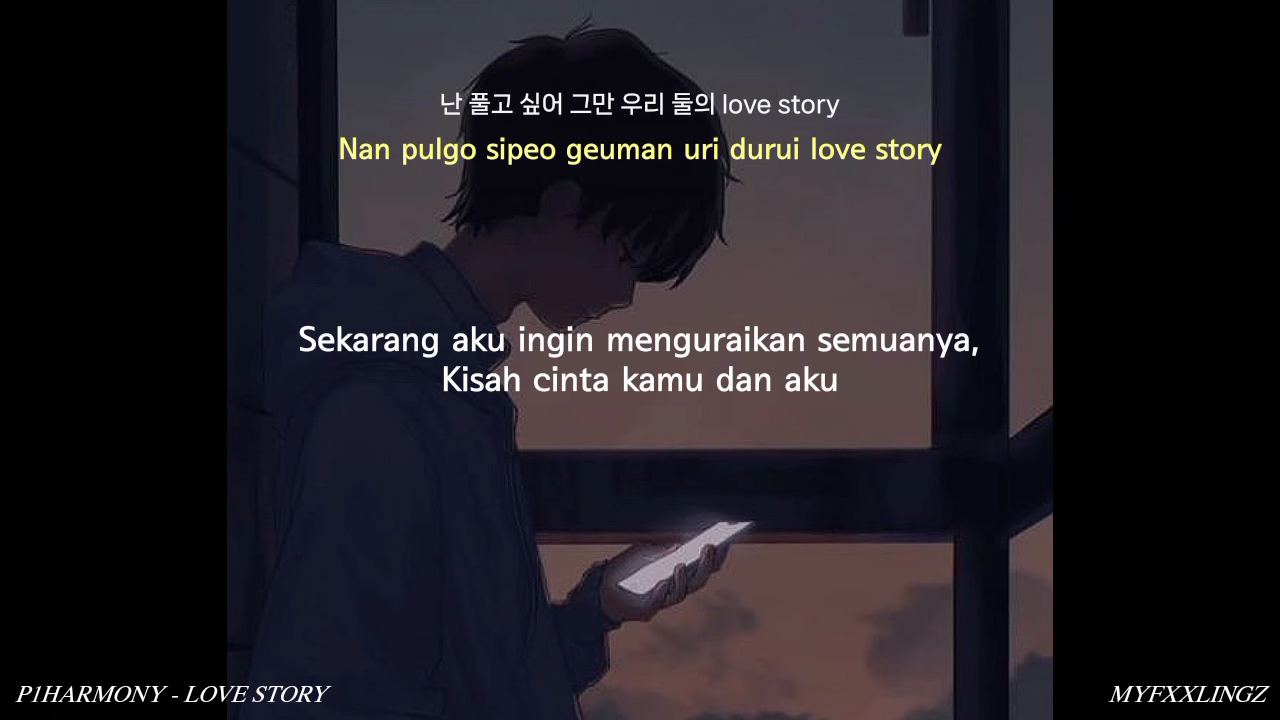 난 풀고 싶어 그만 우리 둘의 love story
Nan pulgo sipeo geuman uri durui love story
Sekarang aku ingin menguraikan semuanya,
Kisah cinta kamu dan aku
P1HARMONY - LOVE STORY
MYFXXLINGZ